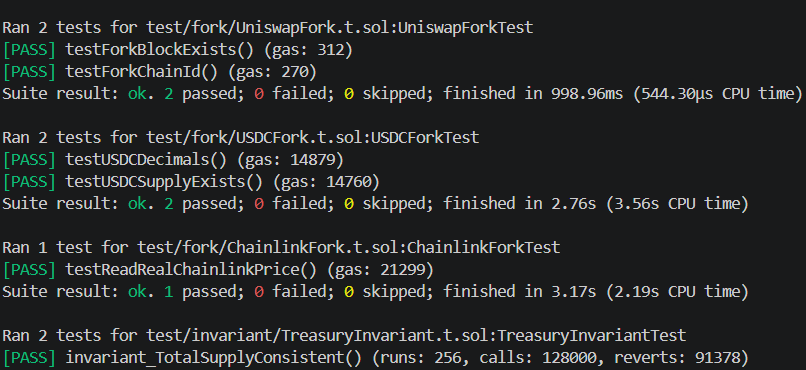 Ran 2 tests for test/fork/UniswapFork.t.sol:UniswapForkTest
[PASS] testForkBlockExists() (gas: 312)
[PASS] testForkChainId() (gas: 270)
Suite result: ok. 2 passed; 0 failed; 0 skipped; finished in 998.96ms (544.30µs CPU time)
Ran 2 tests for test/fork/USDCFork.t.sol:USDCForkTest
[PASS] testUSDCDecimals() (gas: 14879)
[PASS] testUSDCSupplyExists() (gas: 14760)
Suite result: ok. 2 passed; 0 failed; 0 skipped; finished in 2.76s (3.56s CPU time)
Ran 1 test for test/fork/ChainlinkFork.t.sol:ChainlinkForkTest
[PASS] testReadRealChainlinkPrice() (gas: 21299)
Suite result: ok. 1 passed; 0 failed; 0 skipped; finished in 3.17s (2.19s CPU time)
Ran 2 tests for test/invariant/TreasuryInvariant.t.sol:TreasuryInvariantTest
[PASS] invariant_TotalSupplyConsistent() (runs: 256, calls: 128000, reverts: 91378)